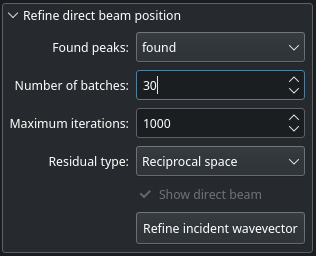 Refine direct beam position
Found peaks: found
Number of batches: 30
Maximum iterations: 1000
Residual type: Reciprocal space
Show direct beam
Refine incident wavevector